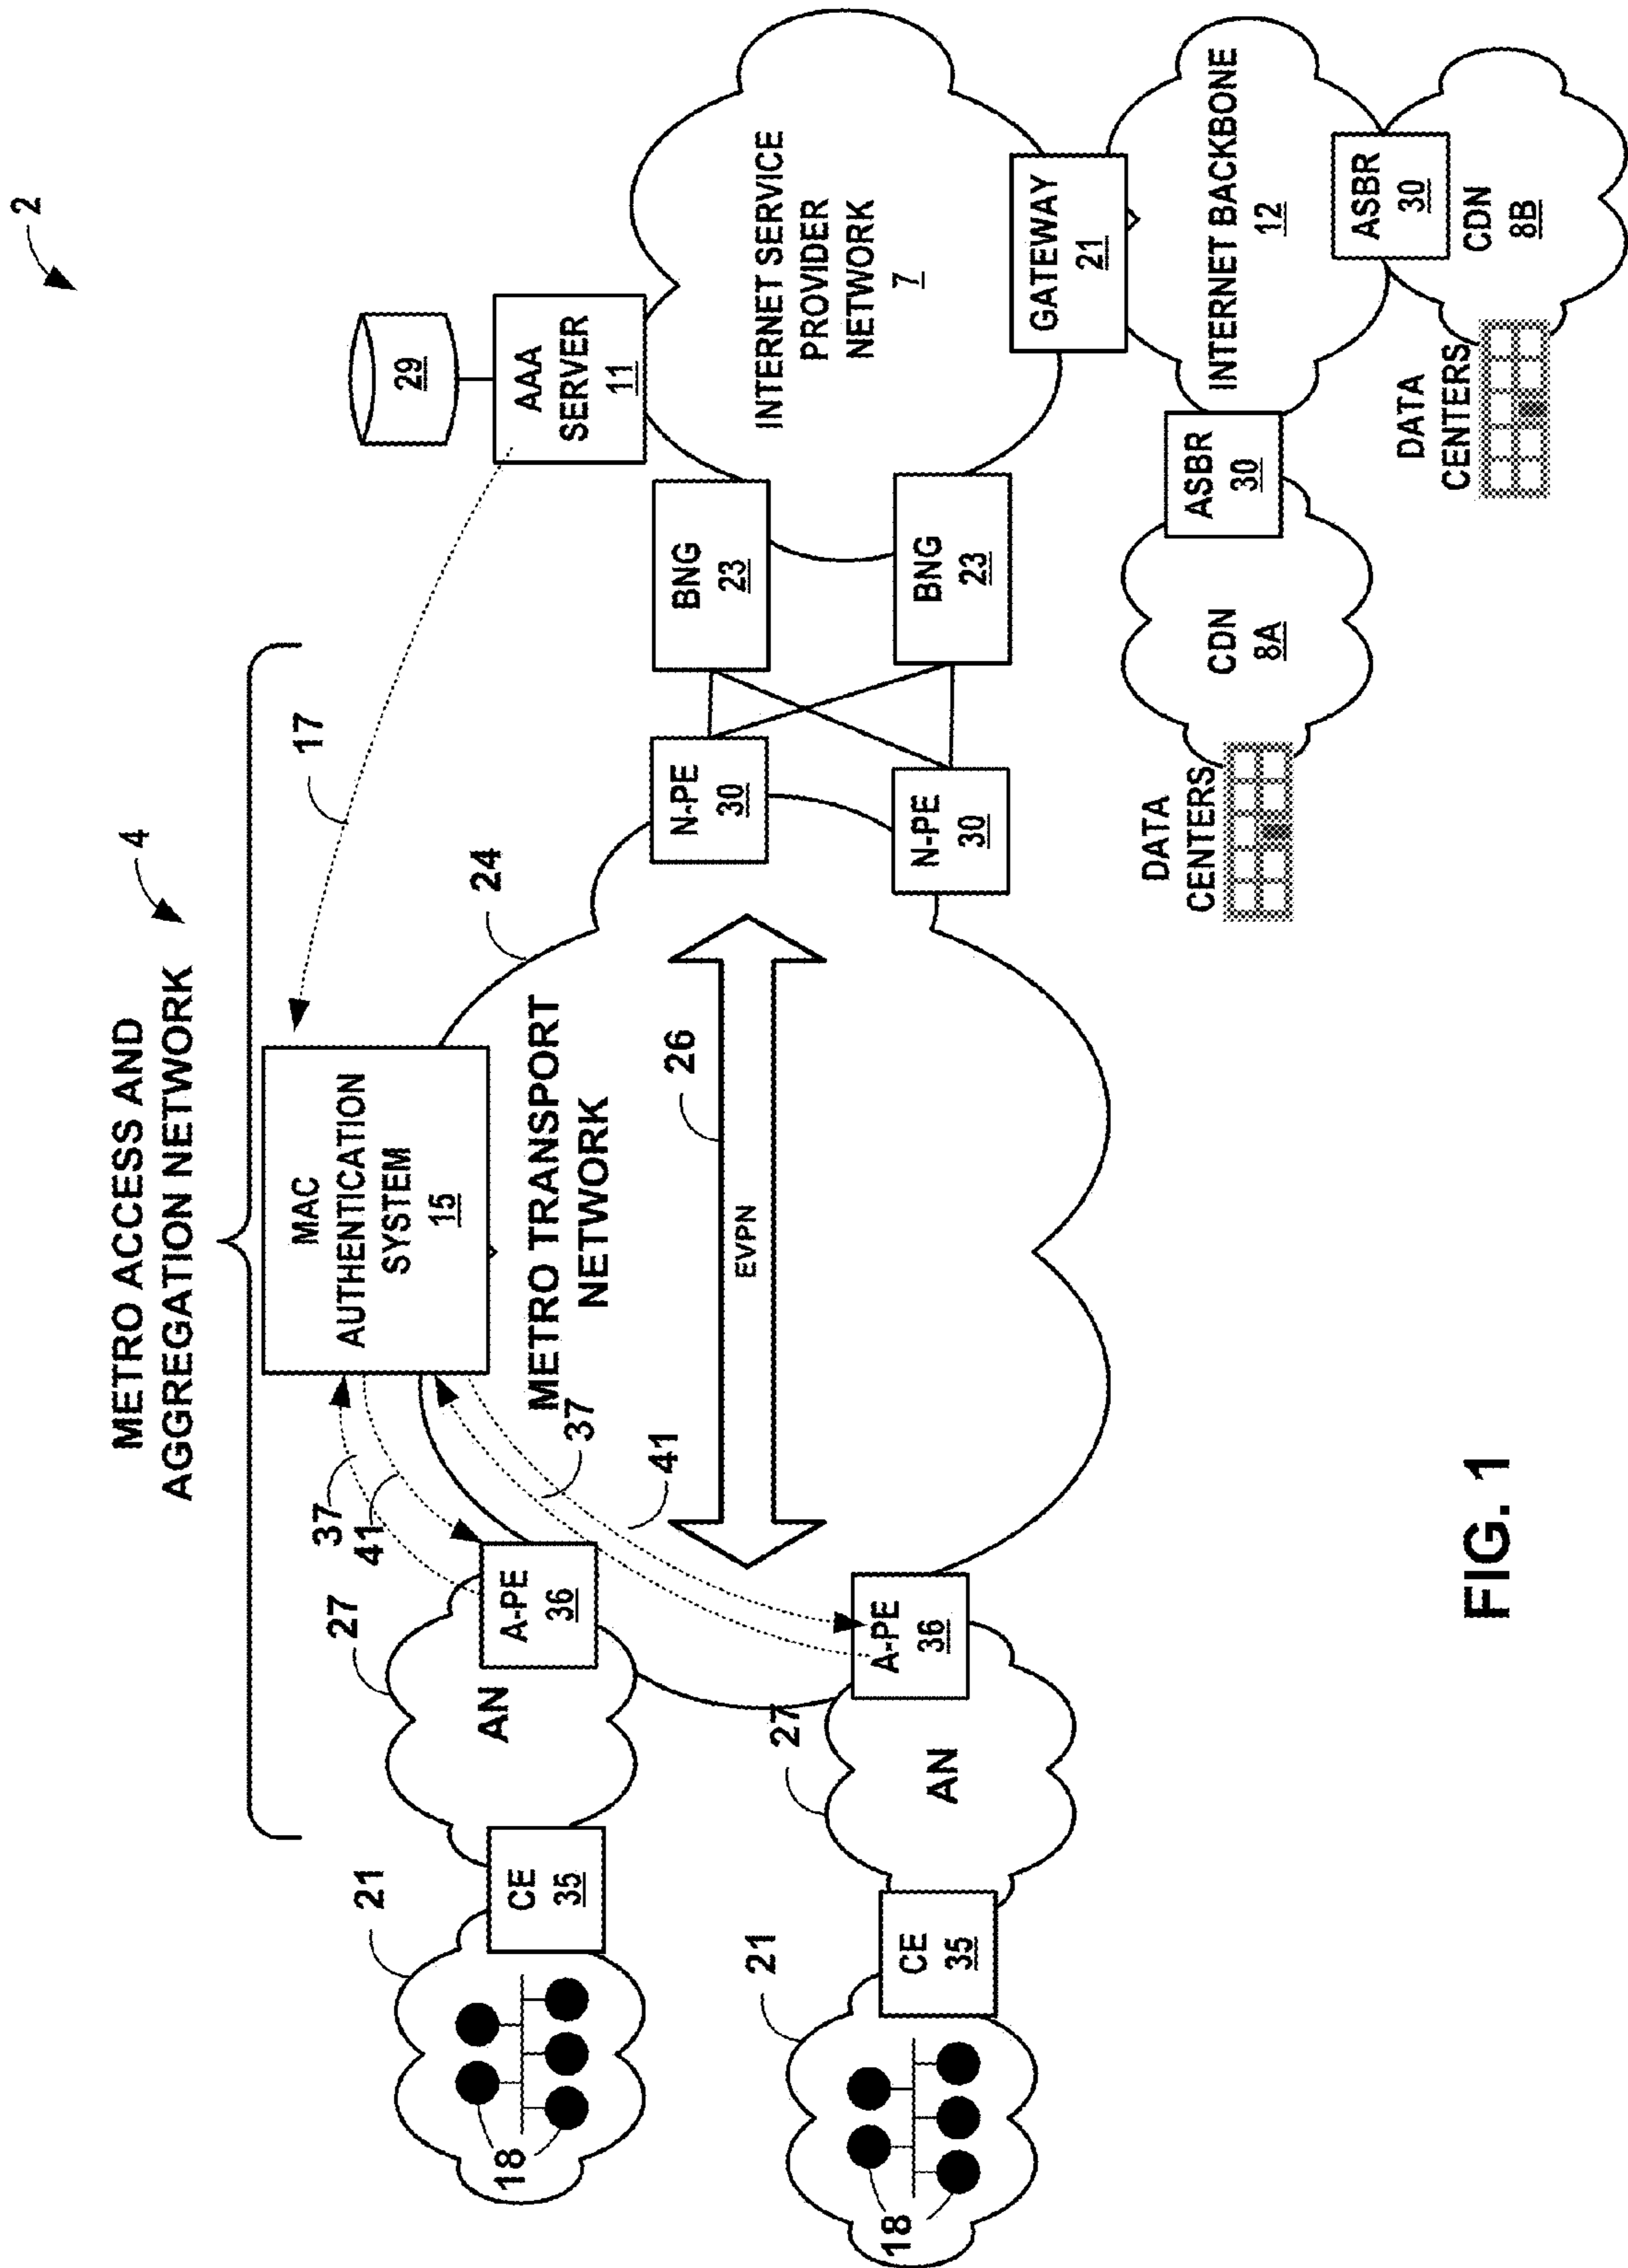 2
METRO ACCESS AND
AGGREGATION NETWORK
4
17
29
AAA
SERVER
11
MAC
AUTHENTICATION
SYSTEM
15
37
41
24
METRO TRANSPORT
NETWORK
37
41
26
EVPN
21
18
CE
35
27
AN
A-PE
36
21
18
CE
35
27
AN
A-PE
36
N-PE
30
N-PE
30
BNG
23
BNG
23
INTERNET SERVICE
PROVIDER
NETWORK
7
GATEWAY
21
INTERNET BACKBONE
12
ASBR
30
CDN
8A
DATA
CENTERS
ASBR
30
CDN
8B
DATA
CENTERS
FIG. 1